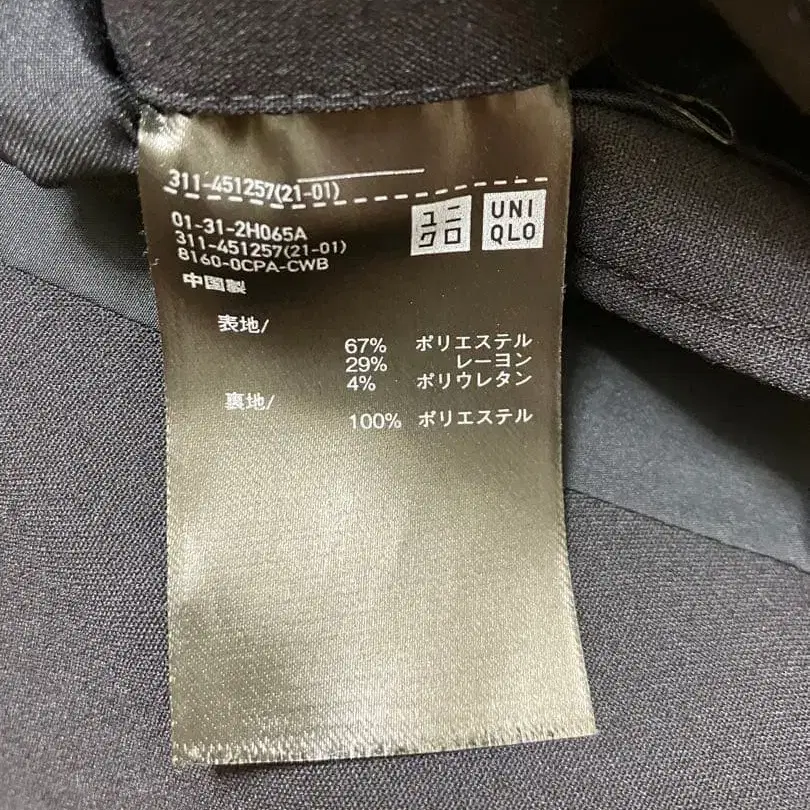 311-451257(21-01)
ユニ
クロ
UNI
QLO
01-31-2H065A
311-451257(21-01)
8160-0CPA-CWB
中国製
表地/
67% ポリエステル
29% レーヨン
4% ポリウレタン
裏地/
100% ポリエステル